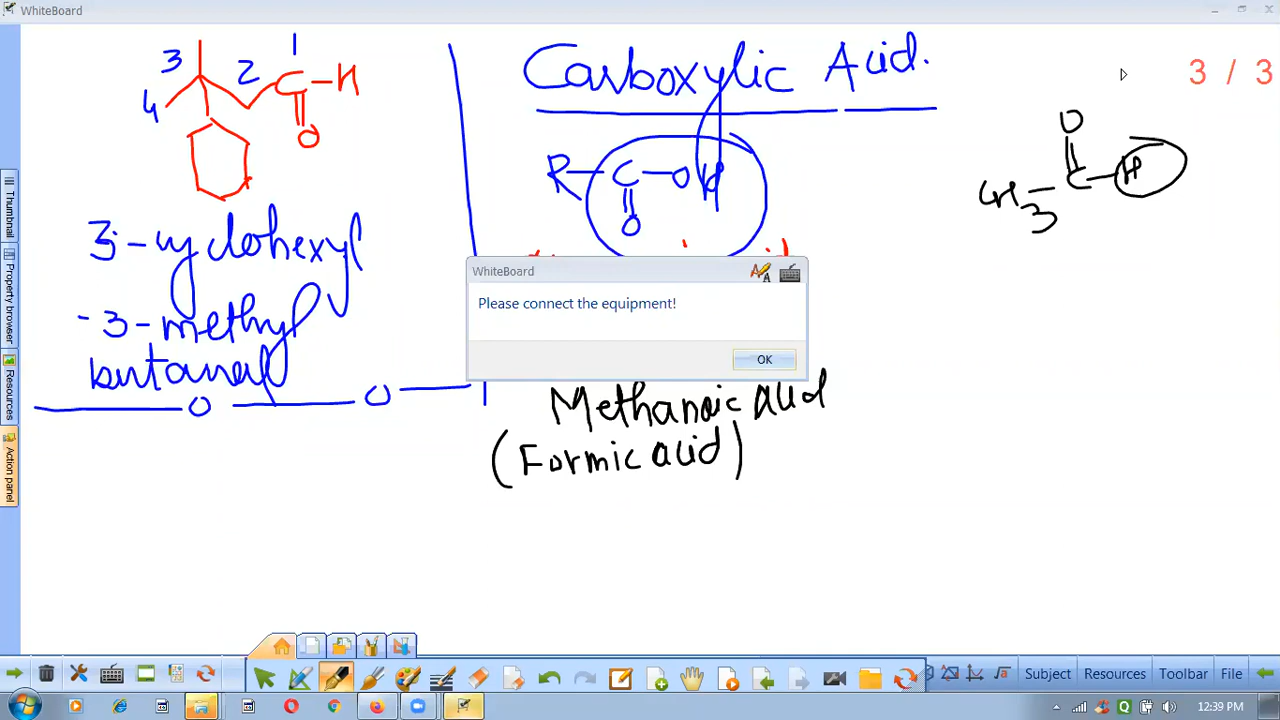 WhiteBoard
3 / 3
Carboxylic Acid.
3
2
1
4
C – H
O
R – C – O H
O
O
CH3 – C – H
3-cyclohexyl
-3-methyl
butanal
WhiteBoard
Please connect the equipment!
OK
Methanoic Acid
(Formic acid)
Thumbnail
Property browser
Resources
Action panel
Subject
Resources
Toolbar
File
12:39 PM